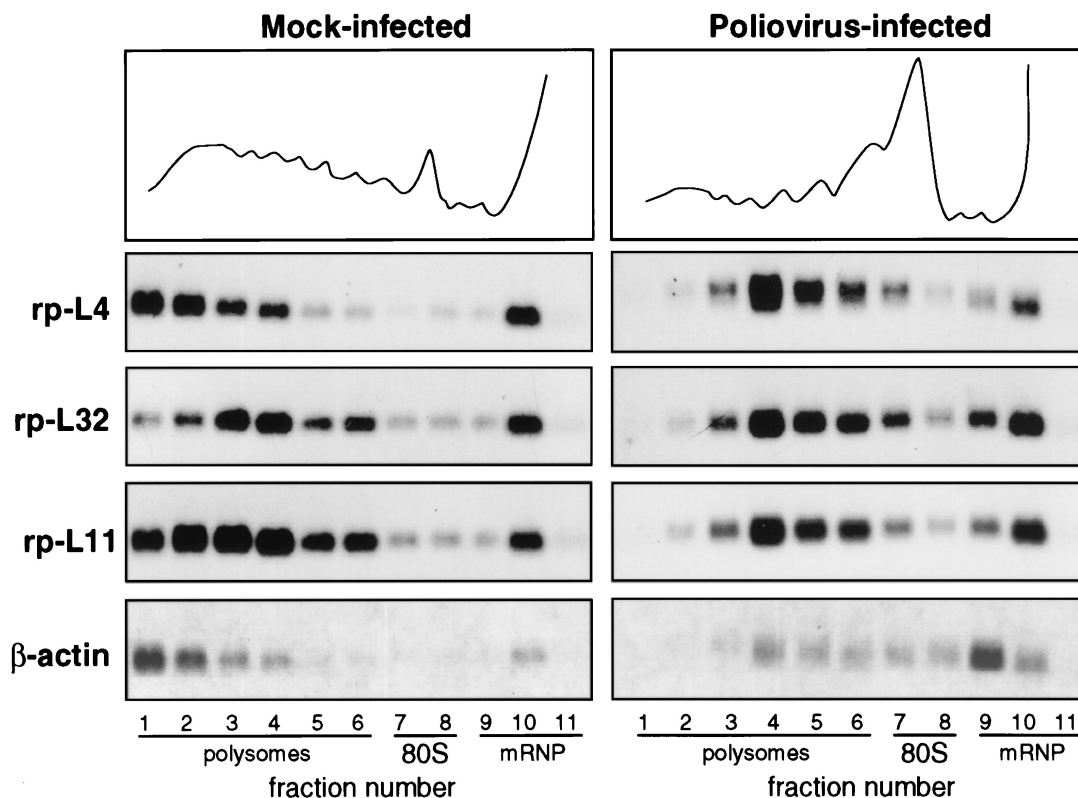 Mock-infected Poliovirus-infected
rp-L4
rp-L32
rp-L11
β-actin
1 2 3 4 5 6 7 8 9 10 11 1 2 3 4 5 6 7 8 9 10 11
polysomes 80S mRNP polysomes 80S mRNP
fraction number fraction number